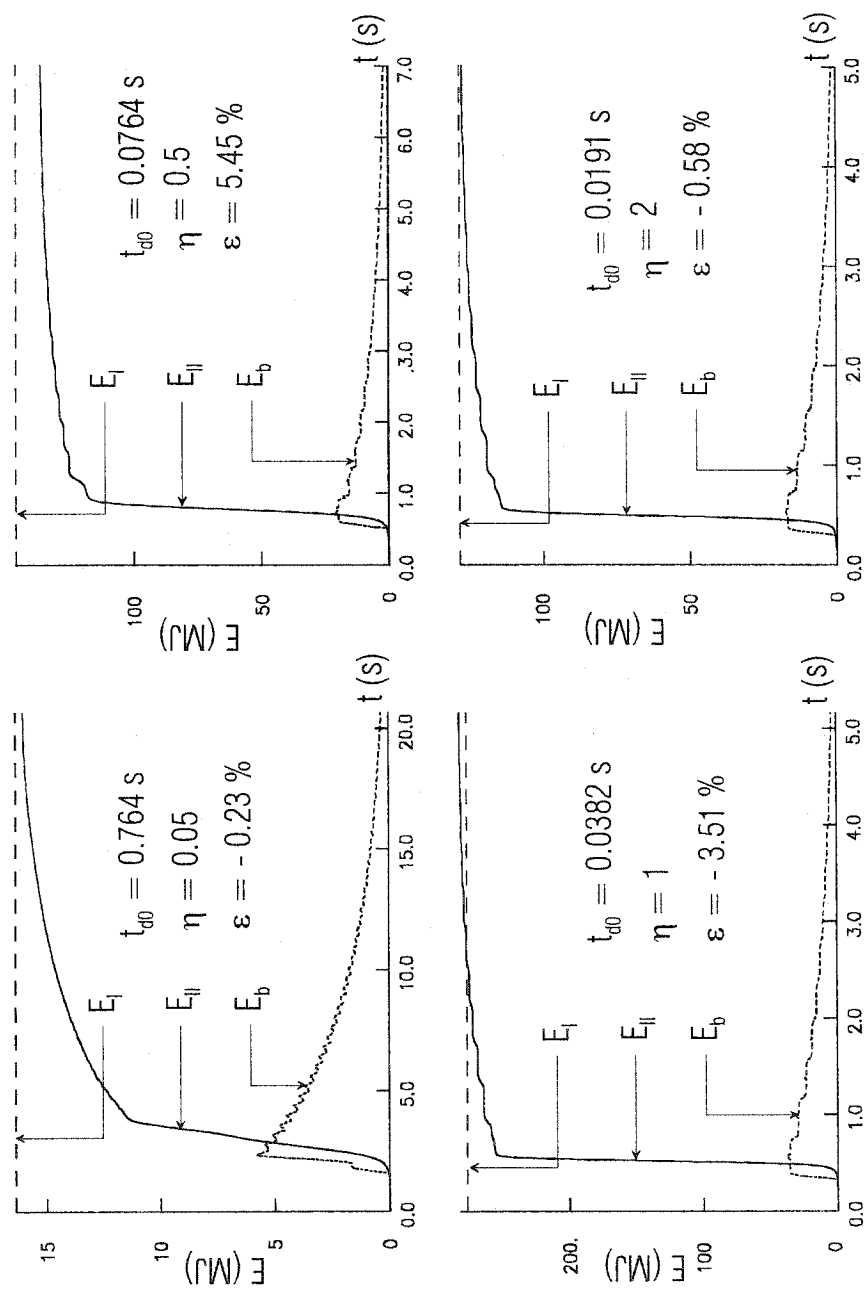 E (MJ)
15
10
5
0
0.0 5.0 10.0 15.0 20.0 t (s)
E_I
E_II
E_b
t_d0 = 0.764 s
η = 0.05
ε = - 0.23 %
E (MJ)
100
50
0
0.0 1.0 2.0 3.0 4.0 5.0 6.0 7.0 t (s)
E_I
E_II
E_b
t_d0 = 0.0764 s
η = 0.5
ε = 5.45 %
E (MJ)
200.
100
0
0.0 1.0 2.0 3.0 4.0 5.0 t (s)
E_I
E_II
E_b
t_d0 = 0.0382 s
η = 1
ε = - 3.51 %
E (MJ)
100
50
0
0.0 1.0 2.0 3.0 4.0 5.0 t (s)
E_I
E_II
E_b
t_d0 = 0.0191 s
η = 2
ε = - 0.58 %